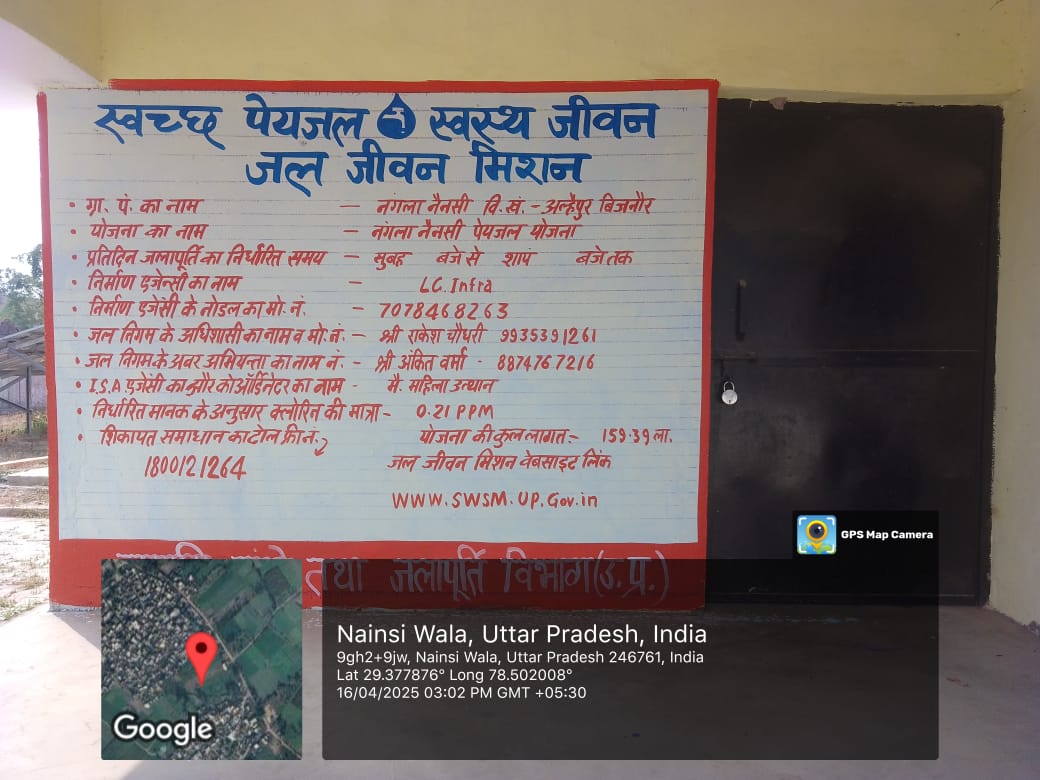 स्वच्छ पेयजल स्वस्थ जीवन
जल जीवन मिशन
• ग्रा. पं. का नाम — नगला नैनसी वि.खं.- अल्हेपुर बिजनौर
• योजना का नाम — नंगला नैनसी पेयजल योजना
• प्रतिदिन जलापूर्ति का निर्धारित समय — सुबह बजे से शाम बजे तक
• निर्माण एजेन्सी का नाम — LC. Infra
• निर्माण एजेंसी के नोडल का मो. नं. — 7078468263
• जल निगम के अधिशासी का नाम व मो. नं. — श्री राकेश चौधरी 9935391261
• जल निगम के अवर अभियन्ता का नाम नं. - श्री अंकित वर्मा - 8874767216
• I.S.A एजेंसी का और कोऑर्डिनेटर का नाम - मै. महिला उत्थान
• निर्धारित मानक के अनुसार क्लोरिन की मात्रा - 0.21 PPM
• शिकायत समाधान का टोल फ्री नं. योजना की कुल लागत:- 159.39 ला.
1800121264 जल जीवन मिशन वेबसाइट लिंक
WWW.SWSM.UP.Gov.in
तथा जलापूर्ति विभाग (उ.प्र.)
GPS Map Camera
Nainsi Wala, Uttar Pradesh, India
9gh2+9jw, Nainsi Wala, Uttar Pradesh 246761, India
Lat 29.377876° Long 78.502008°
16/04/2025 03:02 PM GMT +05:30
Google